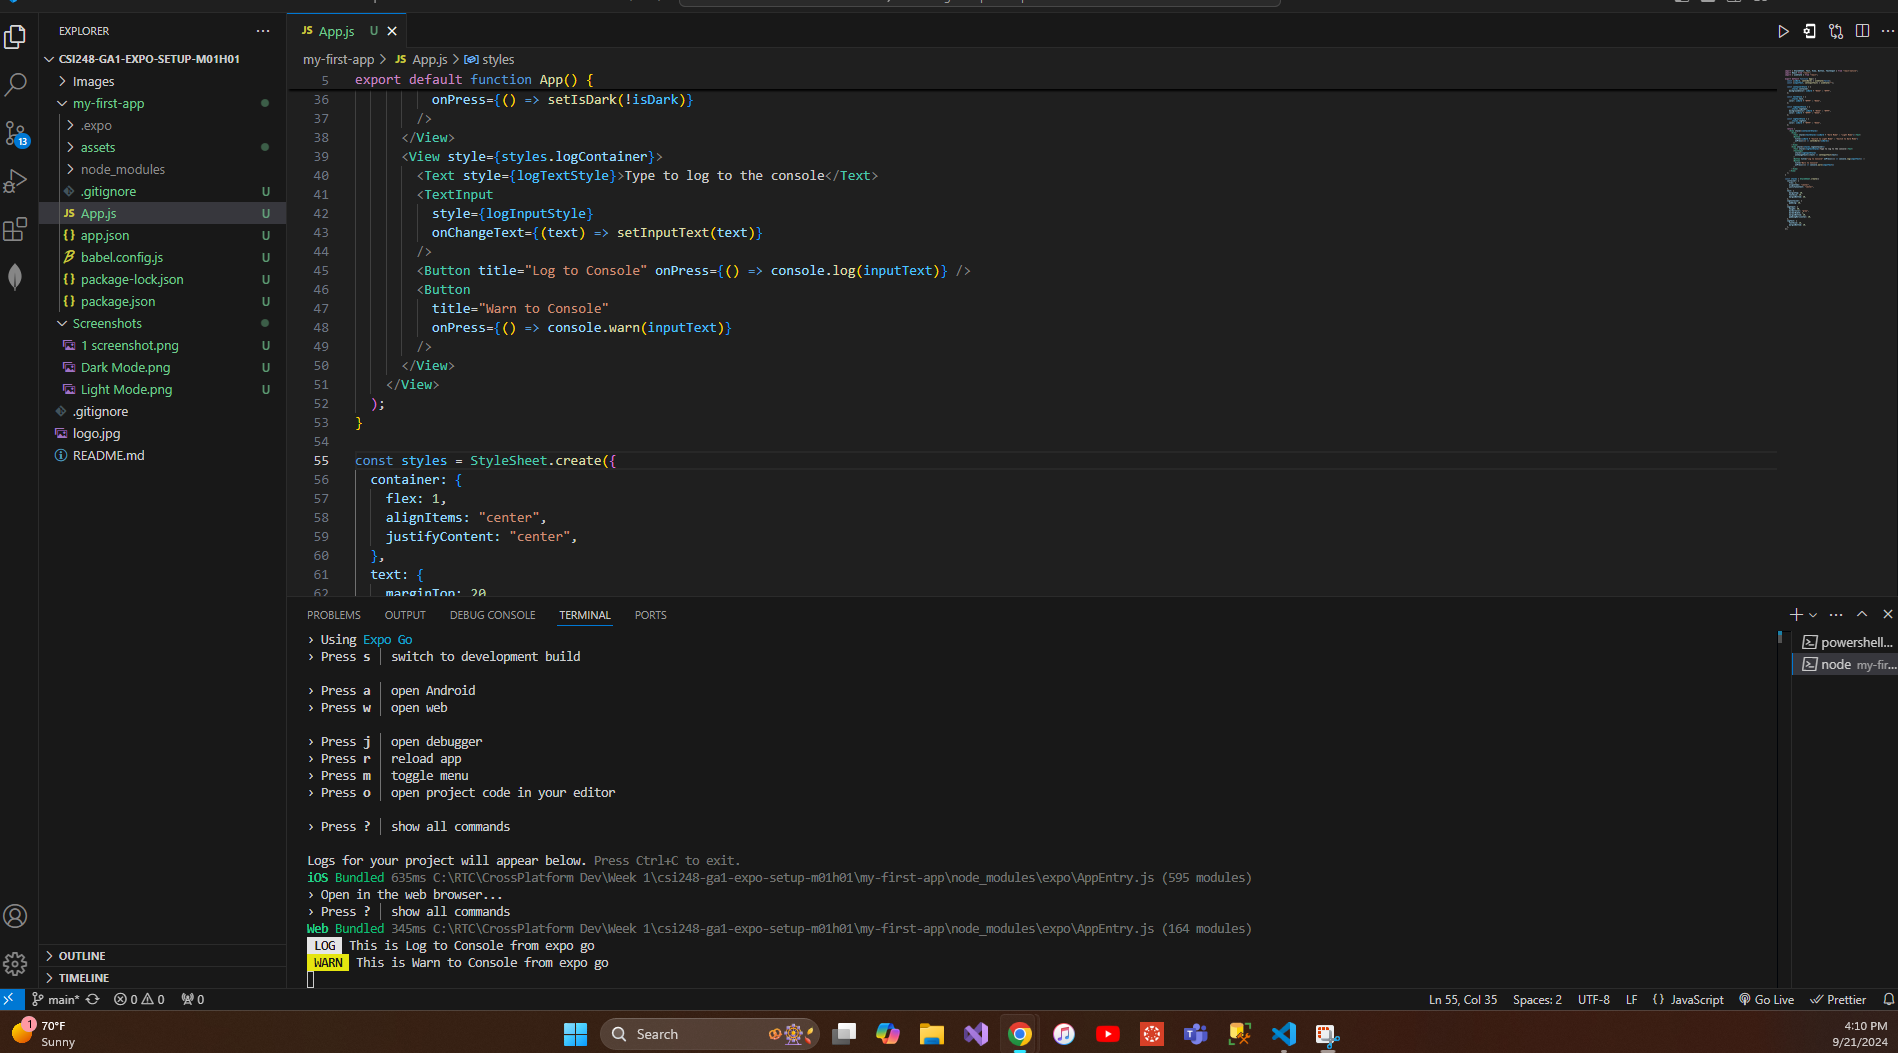 EXPLORER
CSI248-GA1-EXPO-SETUP-M01H01
Images
my-first-app
.expo
assets
node_modules
.gitignore U
JS App.js U
{} app.json U
babel.config.js U
{} package-lock.json U
{} package.json U
Screenshots
1 screenshot.png U
Dark Mode.png U
Light Mode.png U
.gitignore
logo.jpg
README.md
OUTLINE
TIMELINE
13
JS App.js U
my-first-app > JS App.js > styles
5 export default function App() {
36 onPress={() => setIsDark(!isDark)}
37 />
38 </View>
39 <View style={styles.logContainer}>
40 <Text style={logTextStyle}>Type to log to the console</Text>
41 <TextInput
42 style={logInputStyle}
43 onChangeText={(text) => setInputText(text)}
44 />
45 <Button title="Log to Console" onPress={() => console.log(inputText)} />
46 <Button
47 title="Warn to Console"
48 onPress={() => console.warn(inputText)}
49 />
50 </View>
51 </View>
52 );
53 }
54
55 const styles = StyleSheet.create({
56 container: {
57 flex: 1,
58 alignItems: "center",
59 justifyContent: "center",
60 },
61 text: {
62 marginTop: 20
PROBLEMS OUTPUT DEBUG CONSOLE TERMINAL PORTS
powershell...
node my-fir...
› Using Expo Go
› Press s │ switch to development build
› Press a │ open Android
› Press w │ open web
› Press j │ open debugger
› Press r │ reload app
› Press m │ toggle menu
› Press o │ open project code in your editor
› Press ? │ show all commands
Logs for your project will appear below. Press Ctrl+C to exit.
iOS Bundled 635ms C:\RTC\CrossPlatform Dev\Week 1\csi248-ga1-expo-setup-m01h01\my-first-app\node_modules\expo\AppEntry.js (595 modules)
› Open in the web browser...
› Press ? │ show all commands
Web Bundled 345ms C:\RTC\CrossPlatform Dev\Week 1\csi248-ga1-expo-setup-m01h01\my-first-app\node_modules\expo\AppEntry.js (164 modules)
LOG This is Log to Console from expo go
WARN This is Warn to Console from expo go
main* 0 0 0
Ln 55, Col 35 Spaces: 2 UTF-8 LF {} JavaScript Go Live Prettier
1 70°F
Sunny
Search
4:10 PM
9/21/2024